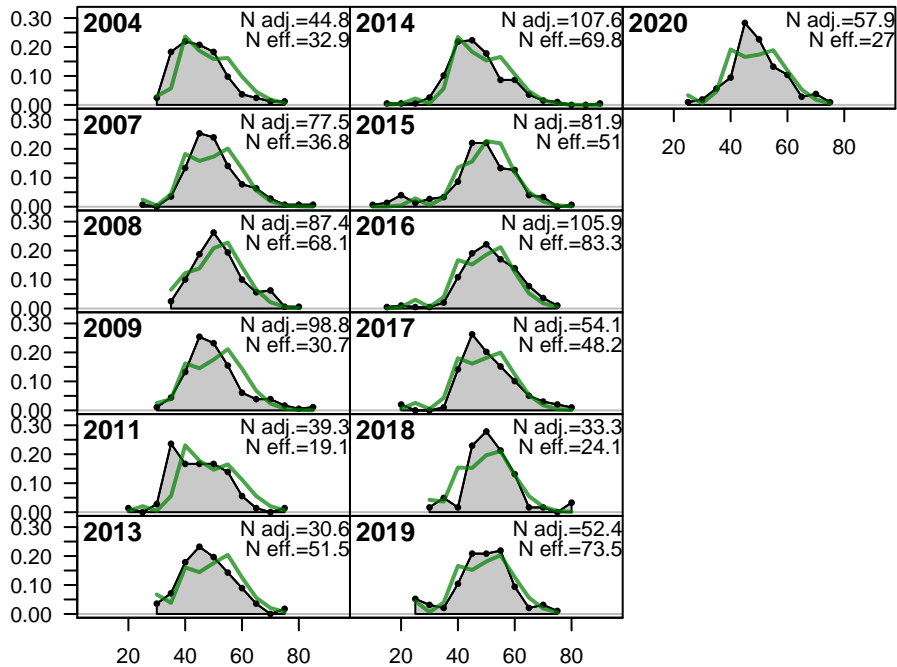 0.30
0.20
0.10
0.00
2004
N adj.=44.8
N eff.=32.9
2014
N adj.=107.6
N eff.=69.8
2020
N adj.=57.9
N eff.=27
0.30
0.20
0.10
0.00
2007
N adj.=77.5
N eff.=36.8
2015
N adj.=81.9
N eff.=51
20 40 60 80
0.30
0.20
0.10
0.00
2008
N adj.=87.4
N eff.=68.1
2016
N adj.=105.9
N eff.=83.3
0.30
0.20
0.10
0.00
2009
N adj.=98.8
N eff.=30.7
2017
N adj.=54.1
N eff.=48.2
0.30
0.20
0.10
0.00
2011
N adj.=39.3
N eff.=19.1
2018
N adj.=33.3
N eff.=24.1
0.30
0.20
0.10
0.00
2013
N adj.=30.6
N eff.=51.5
2019
N adj.=52.4
N eff.=73.5
20 40 60 80 20 40 60 80